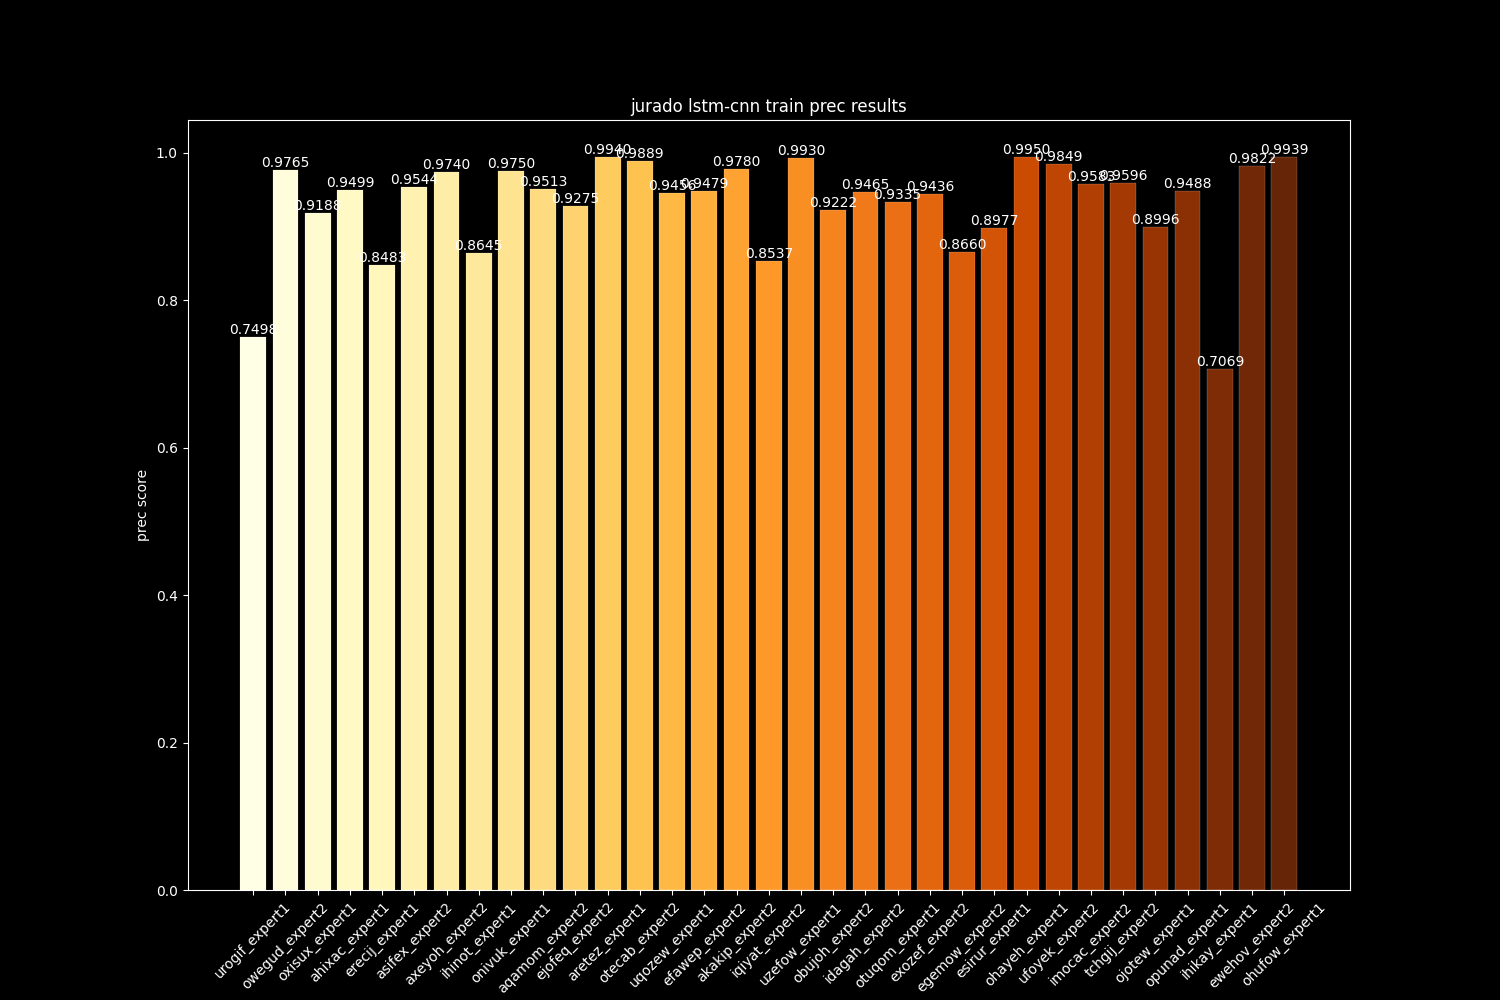 jurado lstm-cnn train prec results
prec score
1.0
0.8
0.6
0.4
0.2
0.0
0.7498
0.9765
0.9188
0.9499
0.8483
0.9544
0.9740
0.8645
0.9750
0.9513
0.9275
0.9940
0.9889
0.9456
0.9479
0.9780
0.8537
0.9930
0.9222
0.9465
0.9335
0.9436
0.8660
0.8977
0.9950
0.9849
0.9583
0.9596
0.8996
0.9488
0.7069
0.9822
0.9939
urogif_expert1
owegud_expert2
oxisux_expert1
ahixac_expert1
erecij_expert1
asifex_expert2
axeyoh_expert2
ihinot_expert1
onivuk_expert1
aqamom_expert2
ejofeq_expert2
aretez_expert1
otecab_expert2
uqozew_expert1
efawep_expert2
akakip_expert2
iqiyat_expert2
uzefow_expert1
obujoh_expert2
idagah_expert2
otuqom_expert1
exozef_expert2
egemow_expert2
esirur_expert1
ohayeh_expert1
ufoyek_expert2
imocac_expert2
tchgij_expert2
ojotew_expert1
opunad_expert1
ihikay_expert1
ewehov_expert2
ohufow_expert1